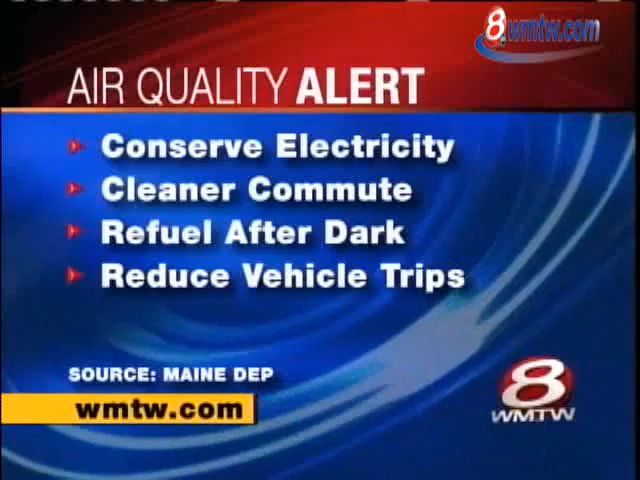 8 wmtw.com
AIR QUALITY ALERT
Conserve Electricity
Cleaner Commute
Refuel After Dark
Reduce Vehicle Trips
SOURCE: MAINE DEP
wmtw.com
8
WMTW